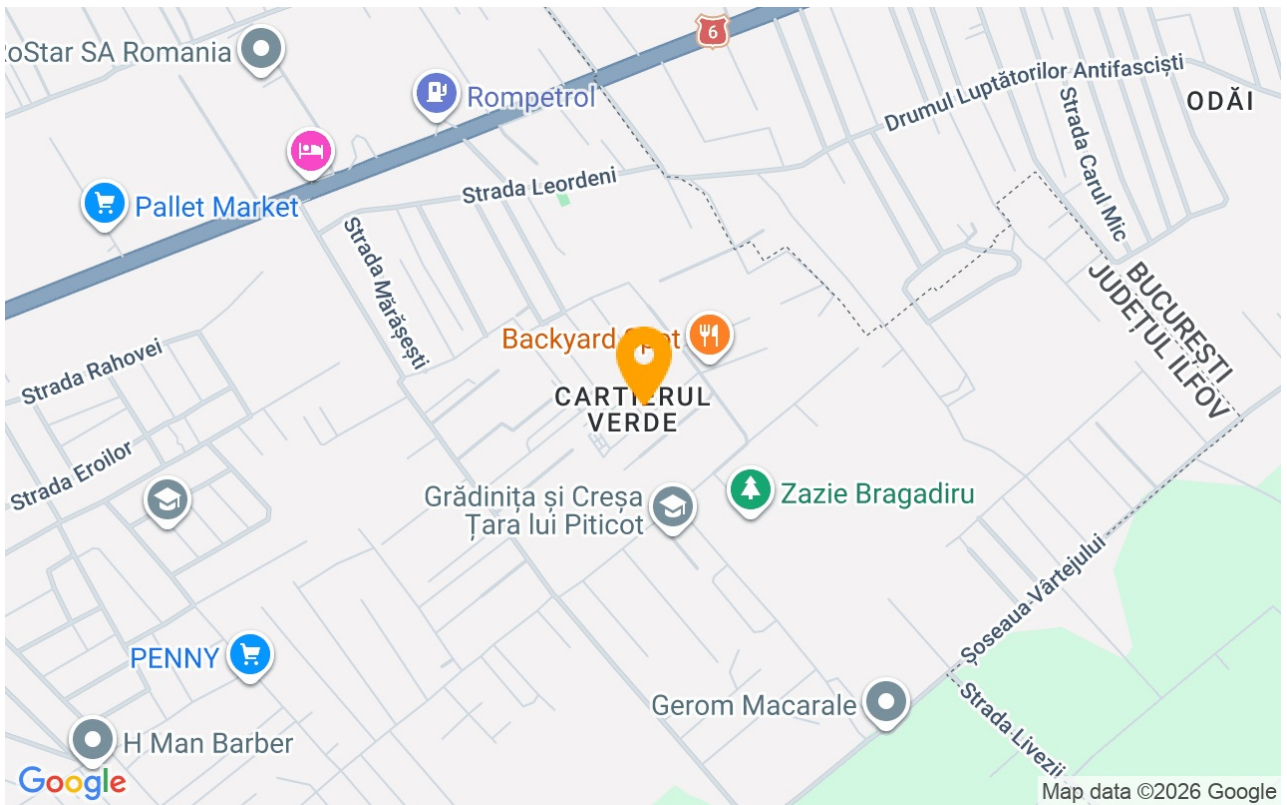 oStar SA Romania
6
Rompetrol
Drumul Luptătorilor Antifasciști
ODĂI
Strada Carul Mic
Pallet Market
Strada Leordeni
Strada Mărășești
BUCUREȘTI
JUDEȚUL ILFOV
Strada Rahovei
Backyard Spot
CARTIERUL
VERDE
Strada Eroilor
Grădinița și Creșa
Țara lui Piticot
Zazie Bragadiru
Șoseaua Vârtejului
PENNY
Gerom Macarale
Strada Livezii
H Man Barber
Google
Map data ©2026 Google